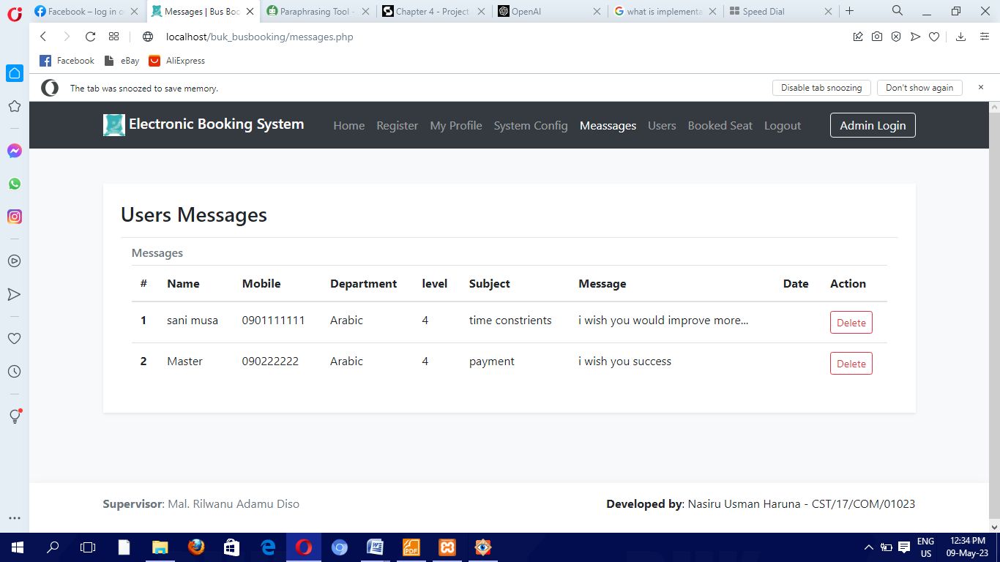 Facebook – log in o
Messages | Bus Boo
Paraphrasing Tool -
Chapter 4 - Project
OpenAI
what is implementa
Speed Dial
localhost/buk_busbooking/messages.php
Facebook
eBay
AliExpress
The tab was snoozed to save memory.
Disable tab snoozing
Don't show again
Electronic Booking System
Home
Register
My Profile
System Config
Meassages
Users
Booked Seat
Logout
Admin Login
Users Messages
Messages
# Name Mobile Department level Subject Message Date Action
1 sani musa 0901111111 Arabic 4 time constrients i wish you would improve more... Delete
2 Master 090222222 Arabic 4 payment i wish you success Delete
Supervisor: Mal. Rilwanu Adamu Diso
Developed by: Nasiru Usman Haruna - CST/17/COM/01023
ENG
US
12:34 PM
09-May-23